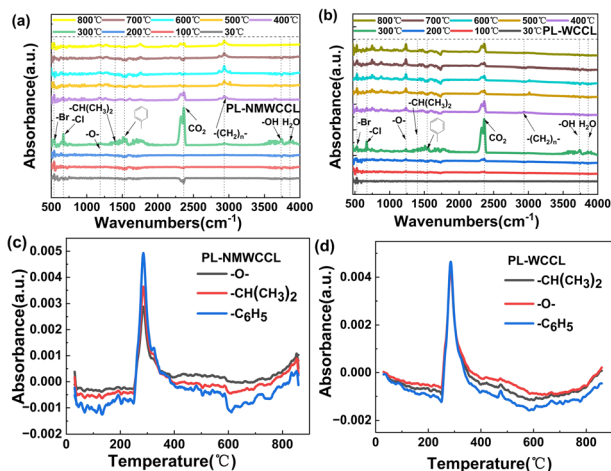 800℃ 700℃ 600℃ 500℃ 400℃
300℃ 200℃ 100℃ 30℃
(a)
-CH(CH3)2
PL-NMWCCL
-Br
-Cl
-O-
CO2
-(CH2)n-
-OH H2O
Absorbance(a.u.)
500 1000 1500 2000 2500 3000 3500 4000
Wavenumbers(cm-1)
800℃ 700℃ 600℃ 500℃ 400℃
300℃ 200℃ 100℃ 30℃
(b)
PL-WCCL
-CH(CH3)2
-Br
-Cl
-O-
CO2
-(CH2)n-
-OH H2O
Absorbance(a.u.)
500 1000 1500 2000 2500 3000 3500 4000
Wavenumbers(cm-1)
(c)
PL-NMWCCL
-O-
-CH(CH3)2
-C6H5
Absorbance(a.u.)
0.005
0.004
0.003
0.002
0.001
0.000
−0.001
−0.002
0 200 400 600 800
Temperature(℃)
(d)
PL-WCCL
-CH(CH3)2
-O-
-C6H5
Absorbance(a.u.)
0.004
0.002
0.000
−0.002
0 200 400 600 800
Temperature(℃)